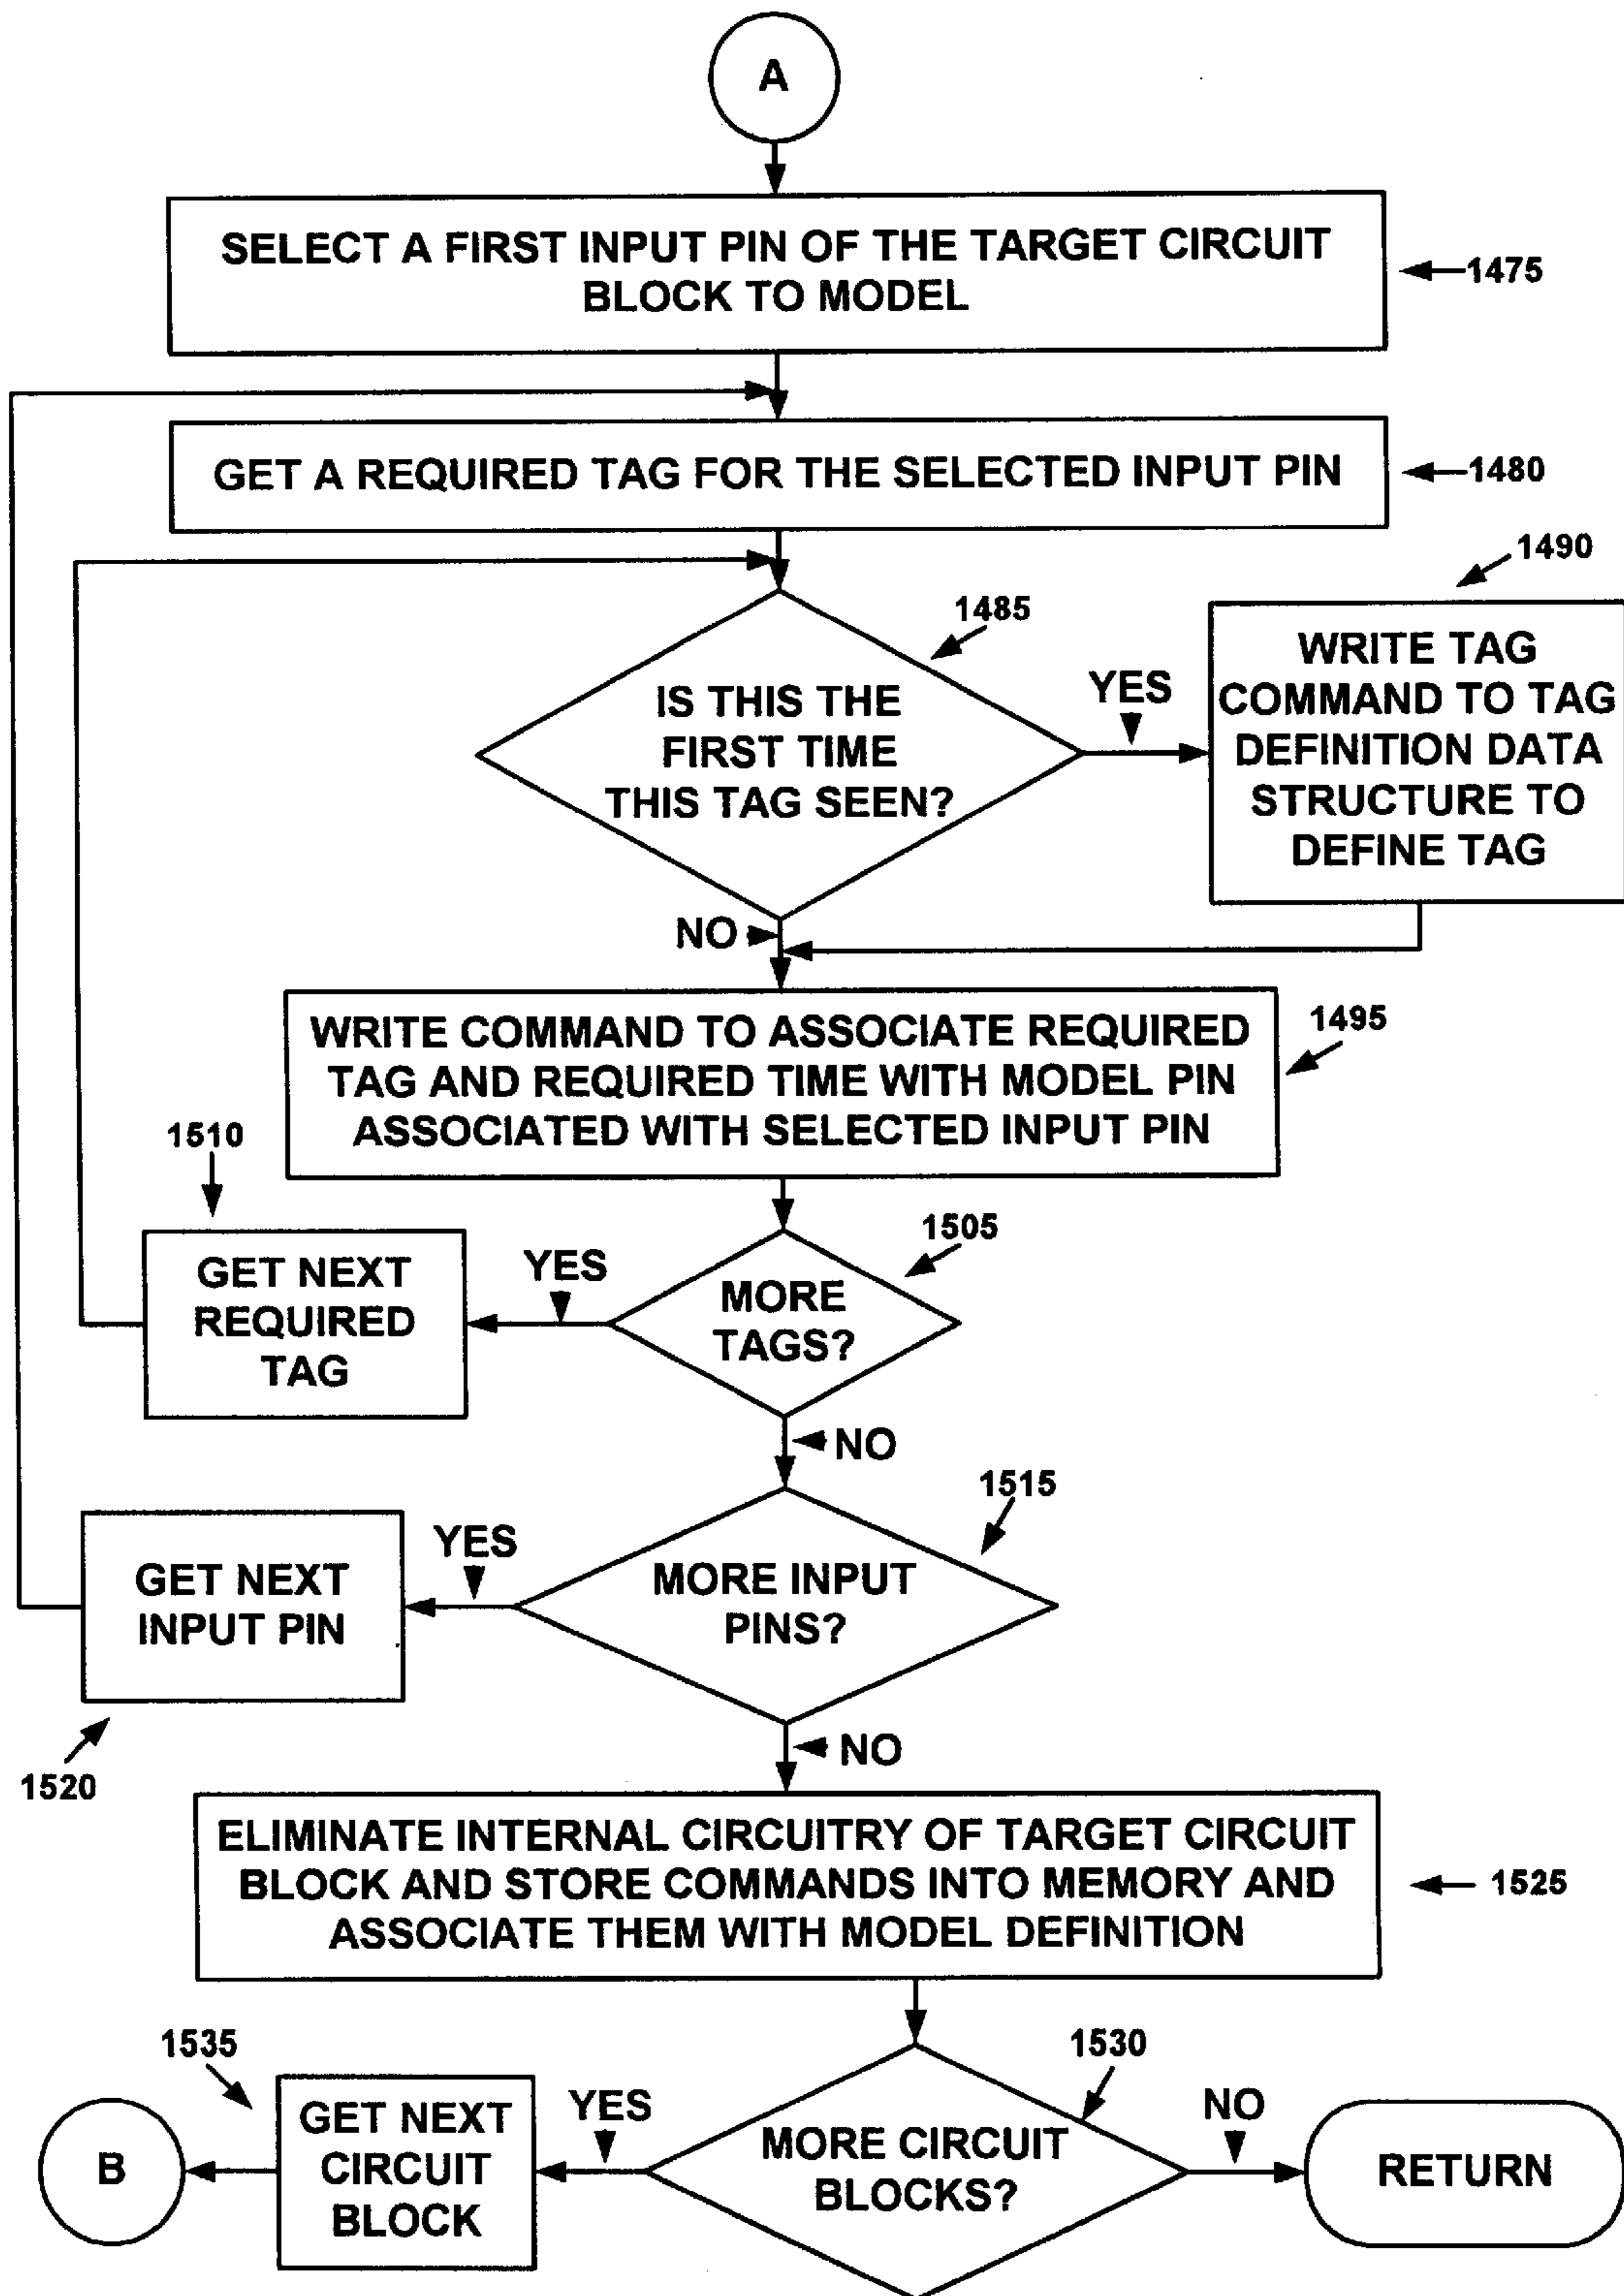 A
SELECT A FIRST INPUT PIN OF THE TARGET CIRCUIT
BLOCK TO MODEL
1475
GET A REQUIRED TAG FOR THE SELECTED INPUT PIN
1480
1490
1485
WRITE TAG
COMMAND TO TAG
DEFINITION DATA
STRUCTURE TO
DEFINE TAG
YES
IS THIS THE
FIRST TIME
THIS TAG SEEN?
NO
WRITE COMMAND TO ASSOCIATE REQUIRED
TAG AND REQUIRED TIME WITH MODEL PIN
ASSOCIATED WITH SELECTED INPUT PIN
1495
1510
1505
GET NEXT
REQUIRED
TAG
YES
MORE
TAGS?
NO
1515
GET NEXT
INPUT PIN
YES
MORE INPUT
PINS?
1520
NO
ELIMINATE INTERNAL CIRCUITRY OF TARGET CIRCUIT
BLOCK AND STORE COMMANDS INTO MEMORY AND
ASSOCIATE THEM WITH MODEL DEFINITION
1525
1535
1530
B
GET NEXT
CIRCUIT
BLOCK
YES
MORE CIRCUIT
BLOCKS?
NO
RETURN